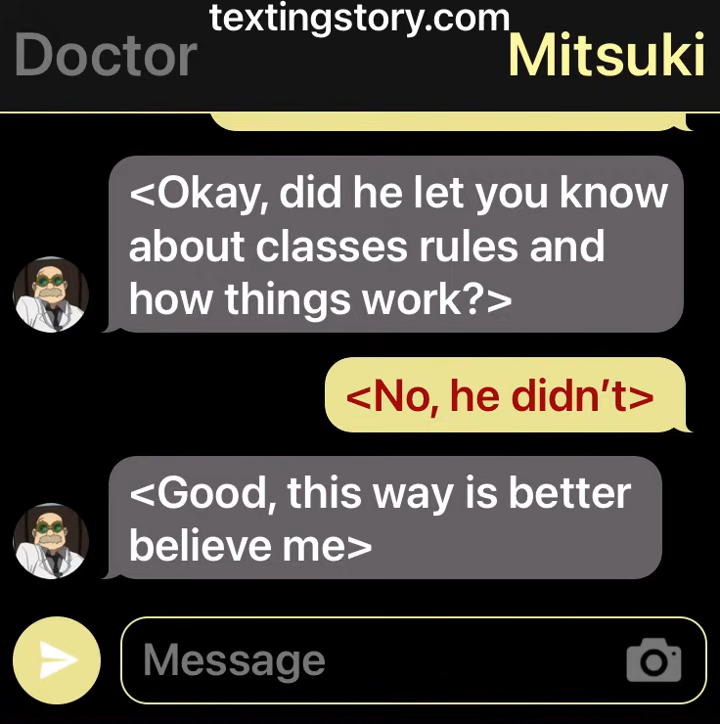 textingstory.com
Doctor
Mitsuki
<Okay, did he let you know
about classes rules and
how things work?>
<No, he didn’t>
<Good, this way is better
believe me>
Message